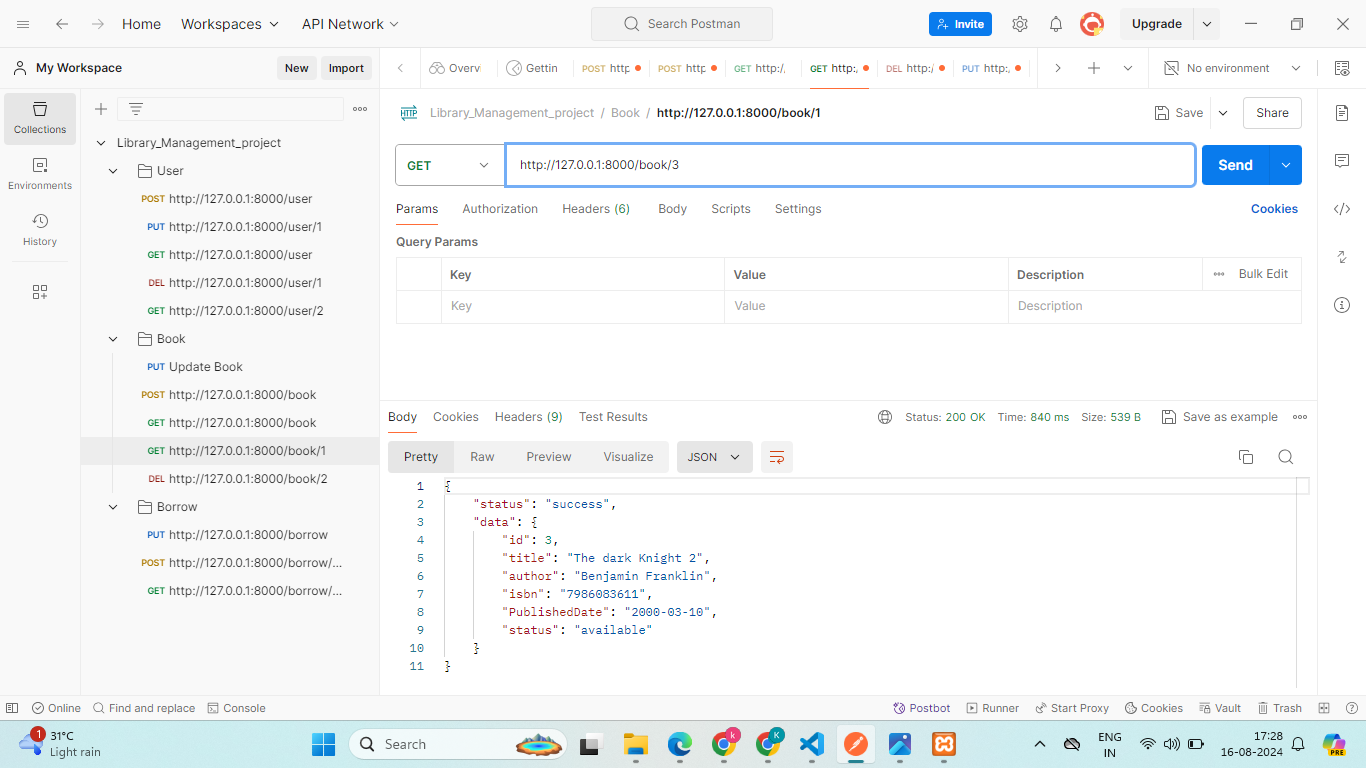 Home Workspaces API Network Search Postman Invite Upgrade
My Workspace New Import Overv Gettin POST http POST http GET http:/, GET http:, DEL http:/ PUT http:, No environment
Collections
Environments
History
Library_Management_project
User
POST http://127.0.0.1:8000/user
PUT http://127.0.0.1:8000/user/1
GET http://127.0.0.1:8000/user
DEL http://127.0.0.1:8000/user/1
GET http://127.0.0.1:8000/user/2
Book
PUT Update Book
POST http://127.0.0.1:8000/book
GET http://127.0.0.1:8000/book
GET http://127.0.0.1:8000/book/1
DEL http://127.0.0.1:8000/book/2
Borrow
PUT http://127.0.0.1:8000/borrow
POST http://127.0.0.1:8000/borrow/...
GET http://127.0.0.1:8000/borrow/...
HTTP Library_Management_project / Book / http://127.0.0.1:8000/book/1 Save Share
GET http://127.0.0.1:8000/book/3 Send
Params Authorization Headers (6) Body Scripts Settings Cookies
Query Params
Key Value Description Bulk Edit
Key Value Description
Body Cookies Headers (9) Test Results Status: 200 OK Time: 840 ms Size: 539 B Save as example
Pretty Raw Preview Visualize JSON
1 {
2 "status": "success",
3 "data": {
4 "id": 3,
5 "title": "The dark Knight 2",
6 "author": "Benjamin Franklin",
7 "isbn": "7986083611",
8 "PublishedDate": "2000-03-10",
9 "status": "available"
10 }
11 }
Online Find and replace Console Postbot Runner Start Proxy Cookies Vault Trash
1 31°C
Light rain
Search
k
K
PRE
ENG
IN
17:28
16-08-2024